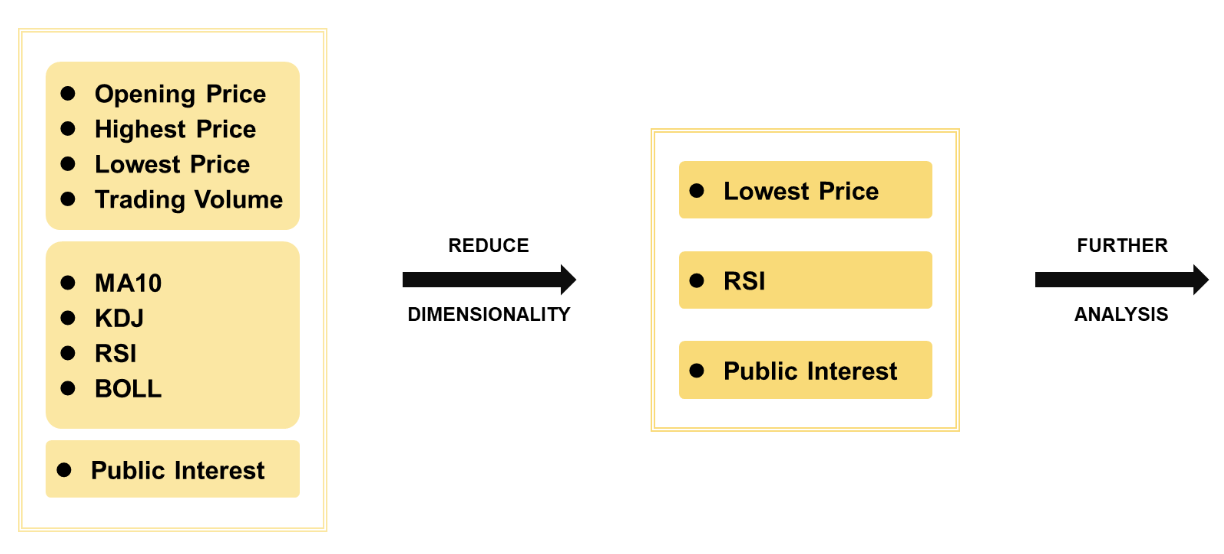 Opening Price
Highest Price
Lowest Price
Trading Volume
MA10
KDJ
RSI
BOLL
Public Interest
REDUCE
DIMENSIONALITY
Lowest Price
RSI
Public Interest
FURTHER
ANALYSIS